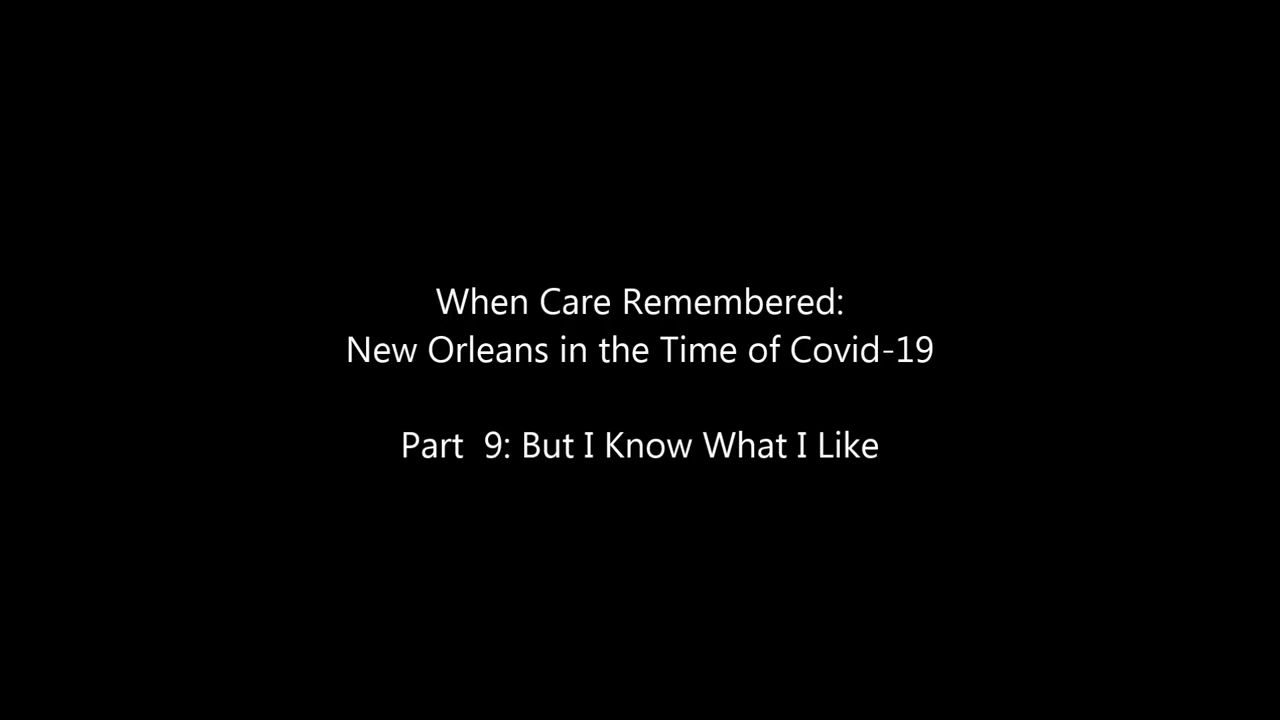 When Care Remembered:
New Orleans in the Time of Covid-19
Part  9: But I Know What I Like